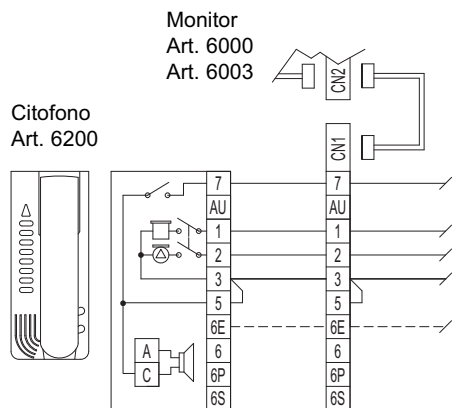 Monitor
Art. 6000
Art. 6003
CN2
Citofono
Art. 6200
CN1
7
7
AU
AU
1
1
2
2
3
3
5
5
6E
6E
6
6
A
C
6P
6P
6S
6S